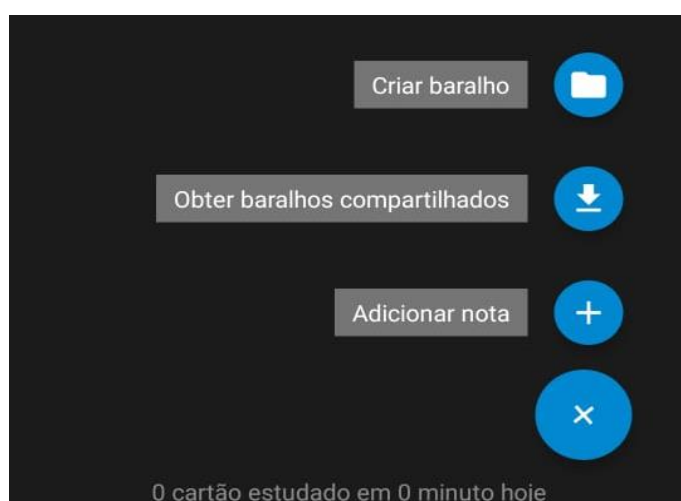 Criar baralho
Obter baralhos compartilhados
Adicionar nota
0 cartão estudado em 0 minuto hoje